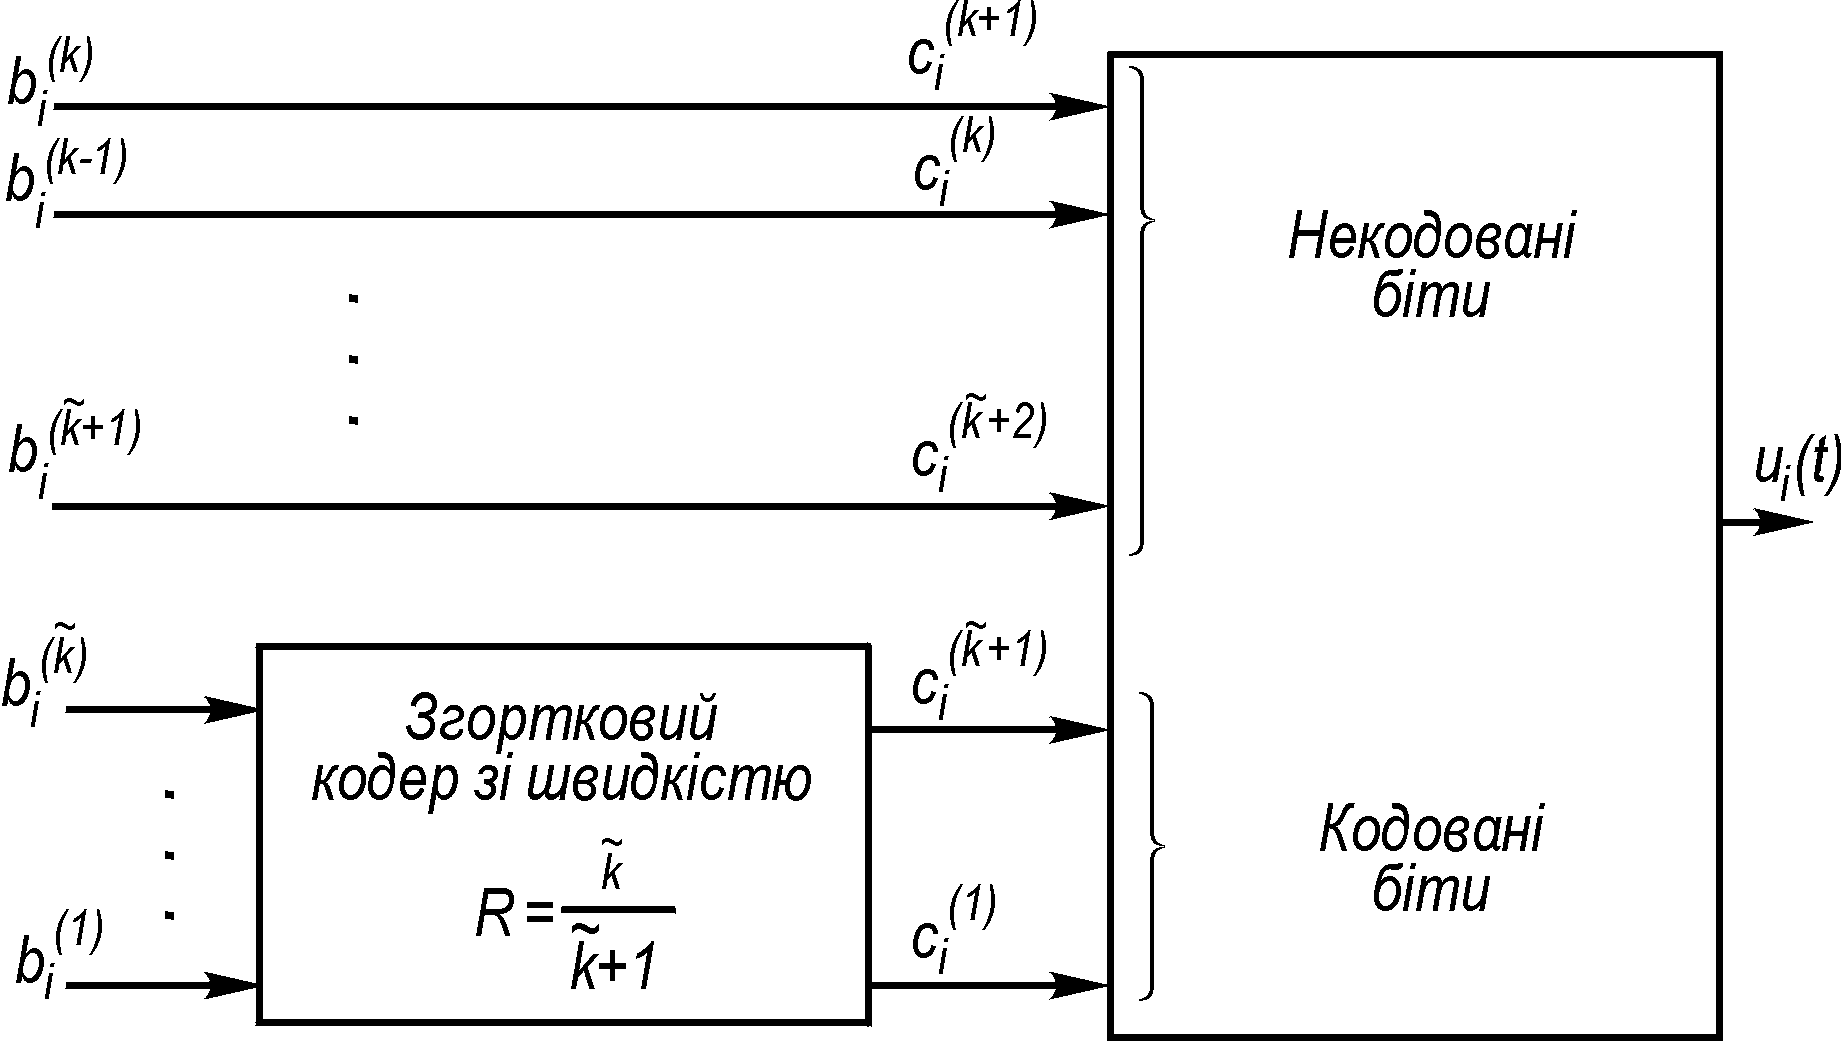 b_i^{(k)} c_i^{(k+1)}
b_i^{(k-1)} c_i^{(k)}
Некодовані
біти
b_i^{(k̃+1)} c_i^{(k̃+2)}
u_i(t)
b_i^{(k̃)} c_i^{(k̃+1)}
Згортковий
кодер зі швидкістю
R = k̃/(k̃+1)
Кодовані
біти
b_i^{(1)} c_i^{(1)}